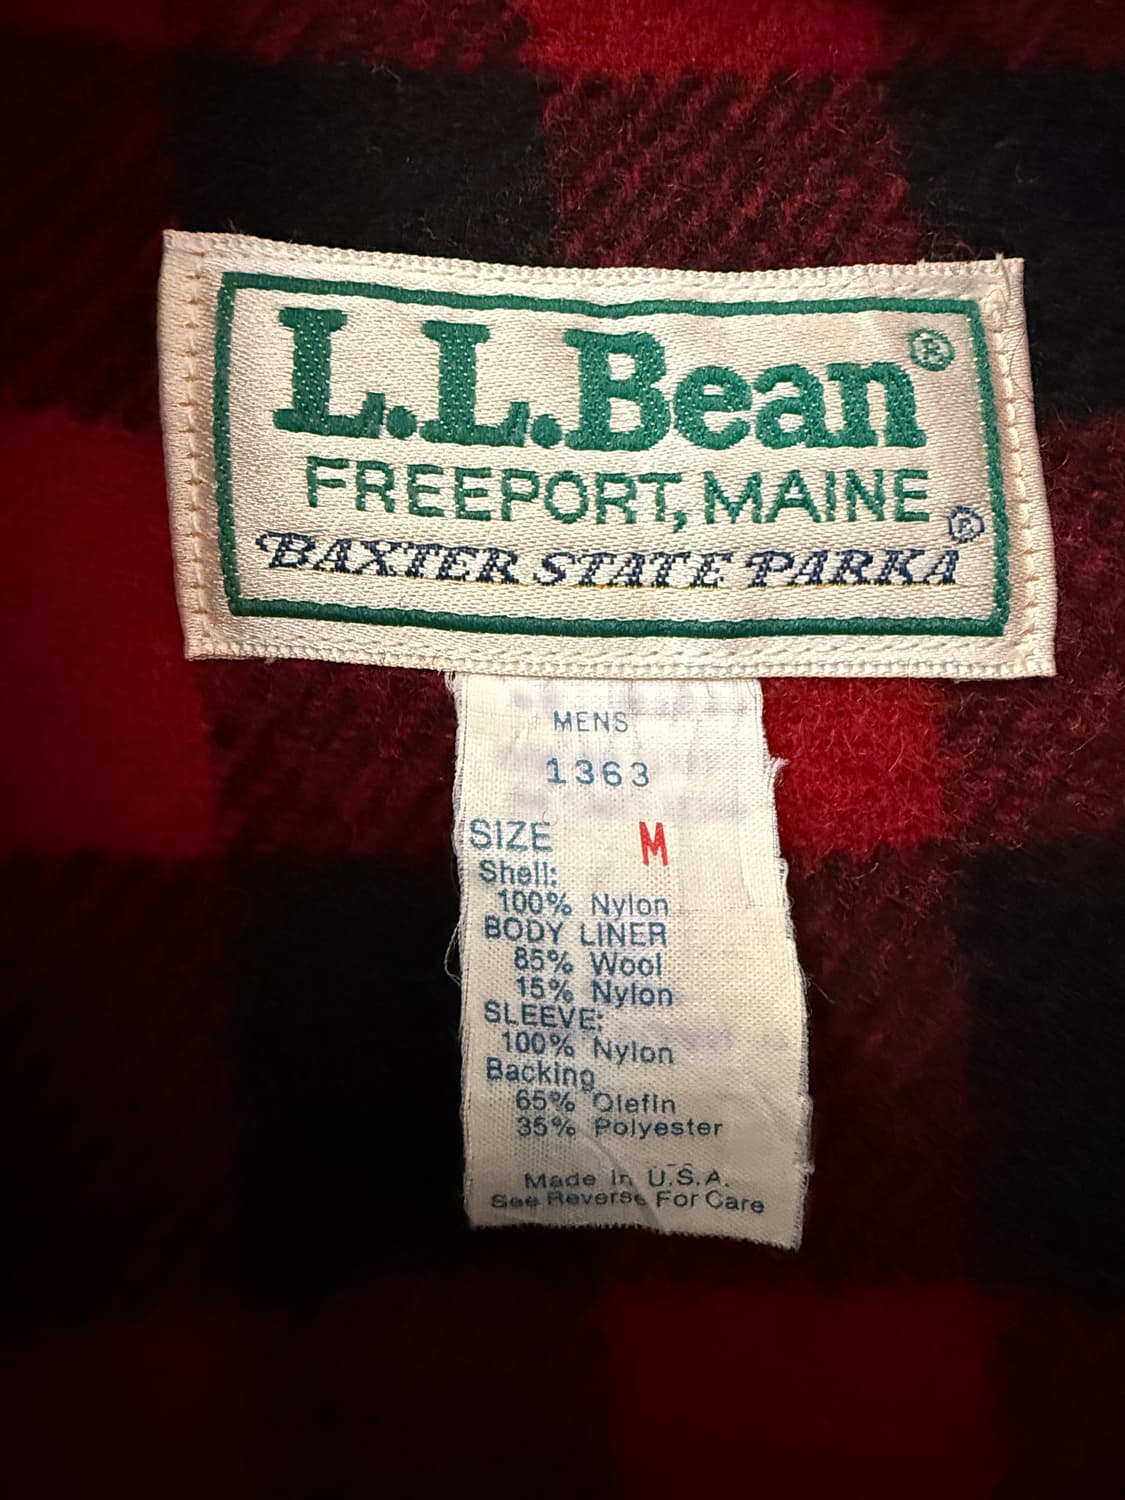 L.L.Bean®
FREEPORT, MAINE
BAXTER STATE PARKA®
MENS
1363
SIZE M
Shell:
100% Nylon
BODY LINER
85% Wool
15% Nylon
SLEEVE:
100% Nylon
Backing
65% Olefin
35% Polyester
Made In U.S.A.
See Reverse For Care